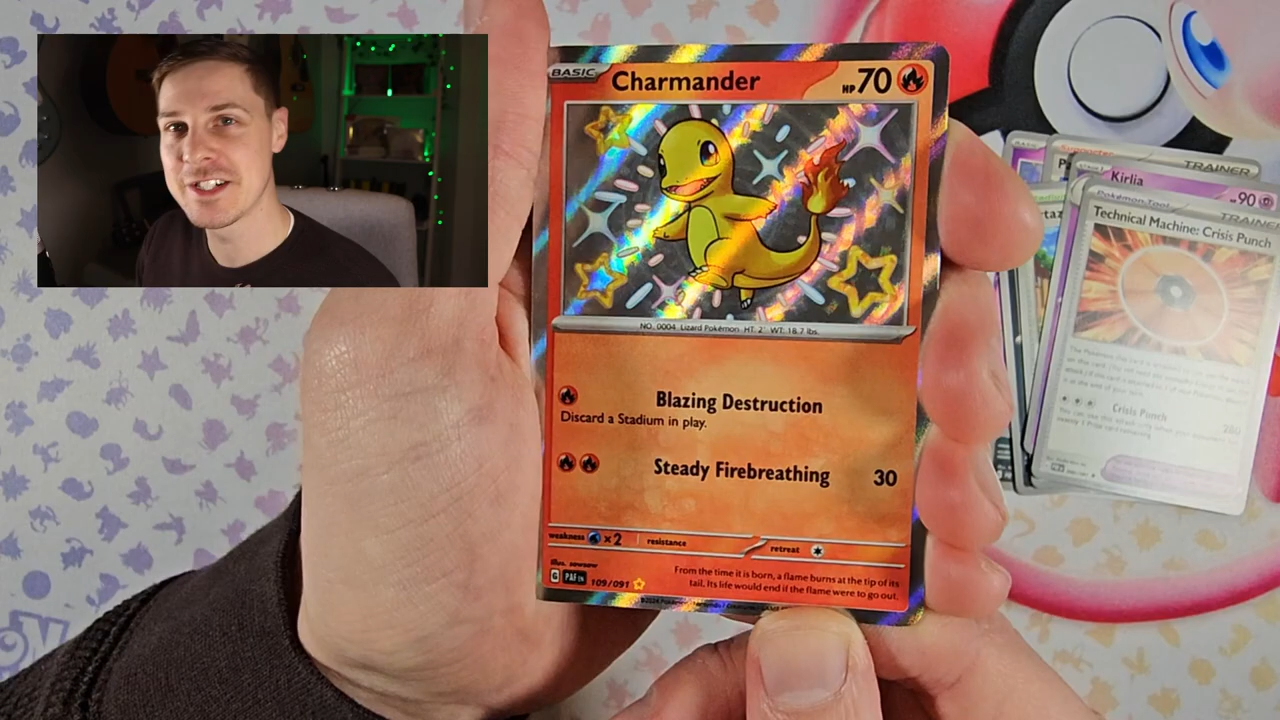 BASIC Charmander HP 70
NO. 0004 Lizard Pokémon HT: 2' WT: 18.7 lbs.
Blazing Destruction
Discard a Stadium in play.
Steady Firebreathing 30
weakness ×2 resistance retreat
Illus. sowsow
G PAF EN 109/091
From the time it is born, a flame burns at the tip of its
tail. Its life would end if the flame were to go out.
TRAINER
Kirlia
90
Pokémon Tool
TRAINER
Technical Machine: Crisis Punch
Crisis Punch
280